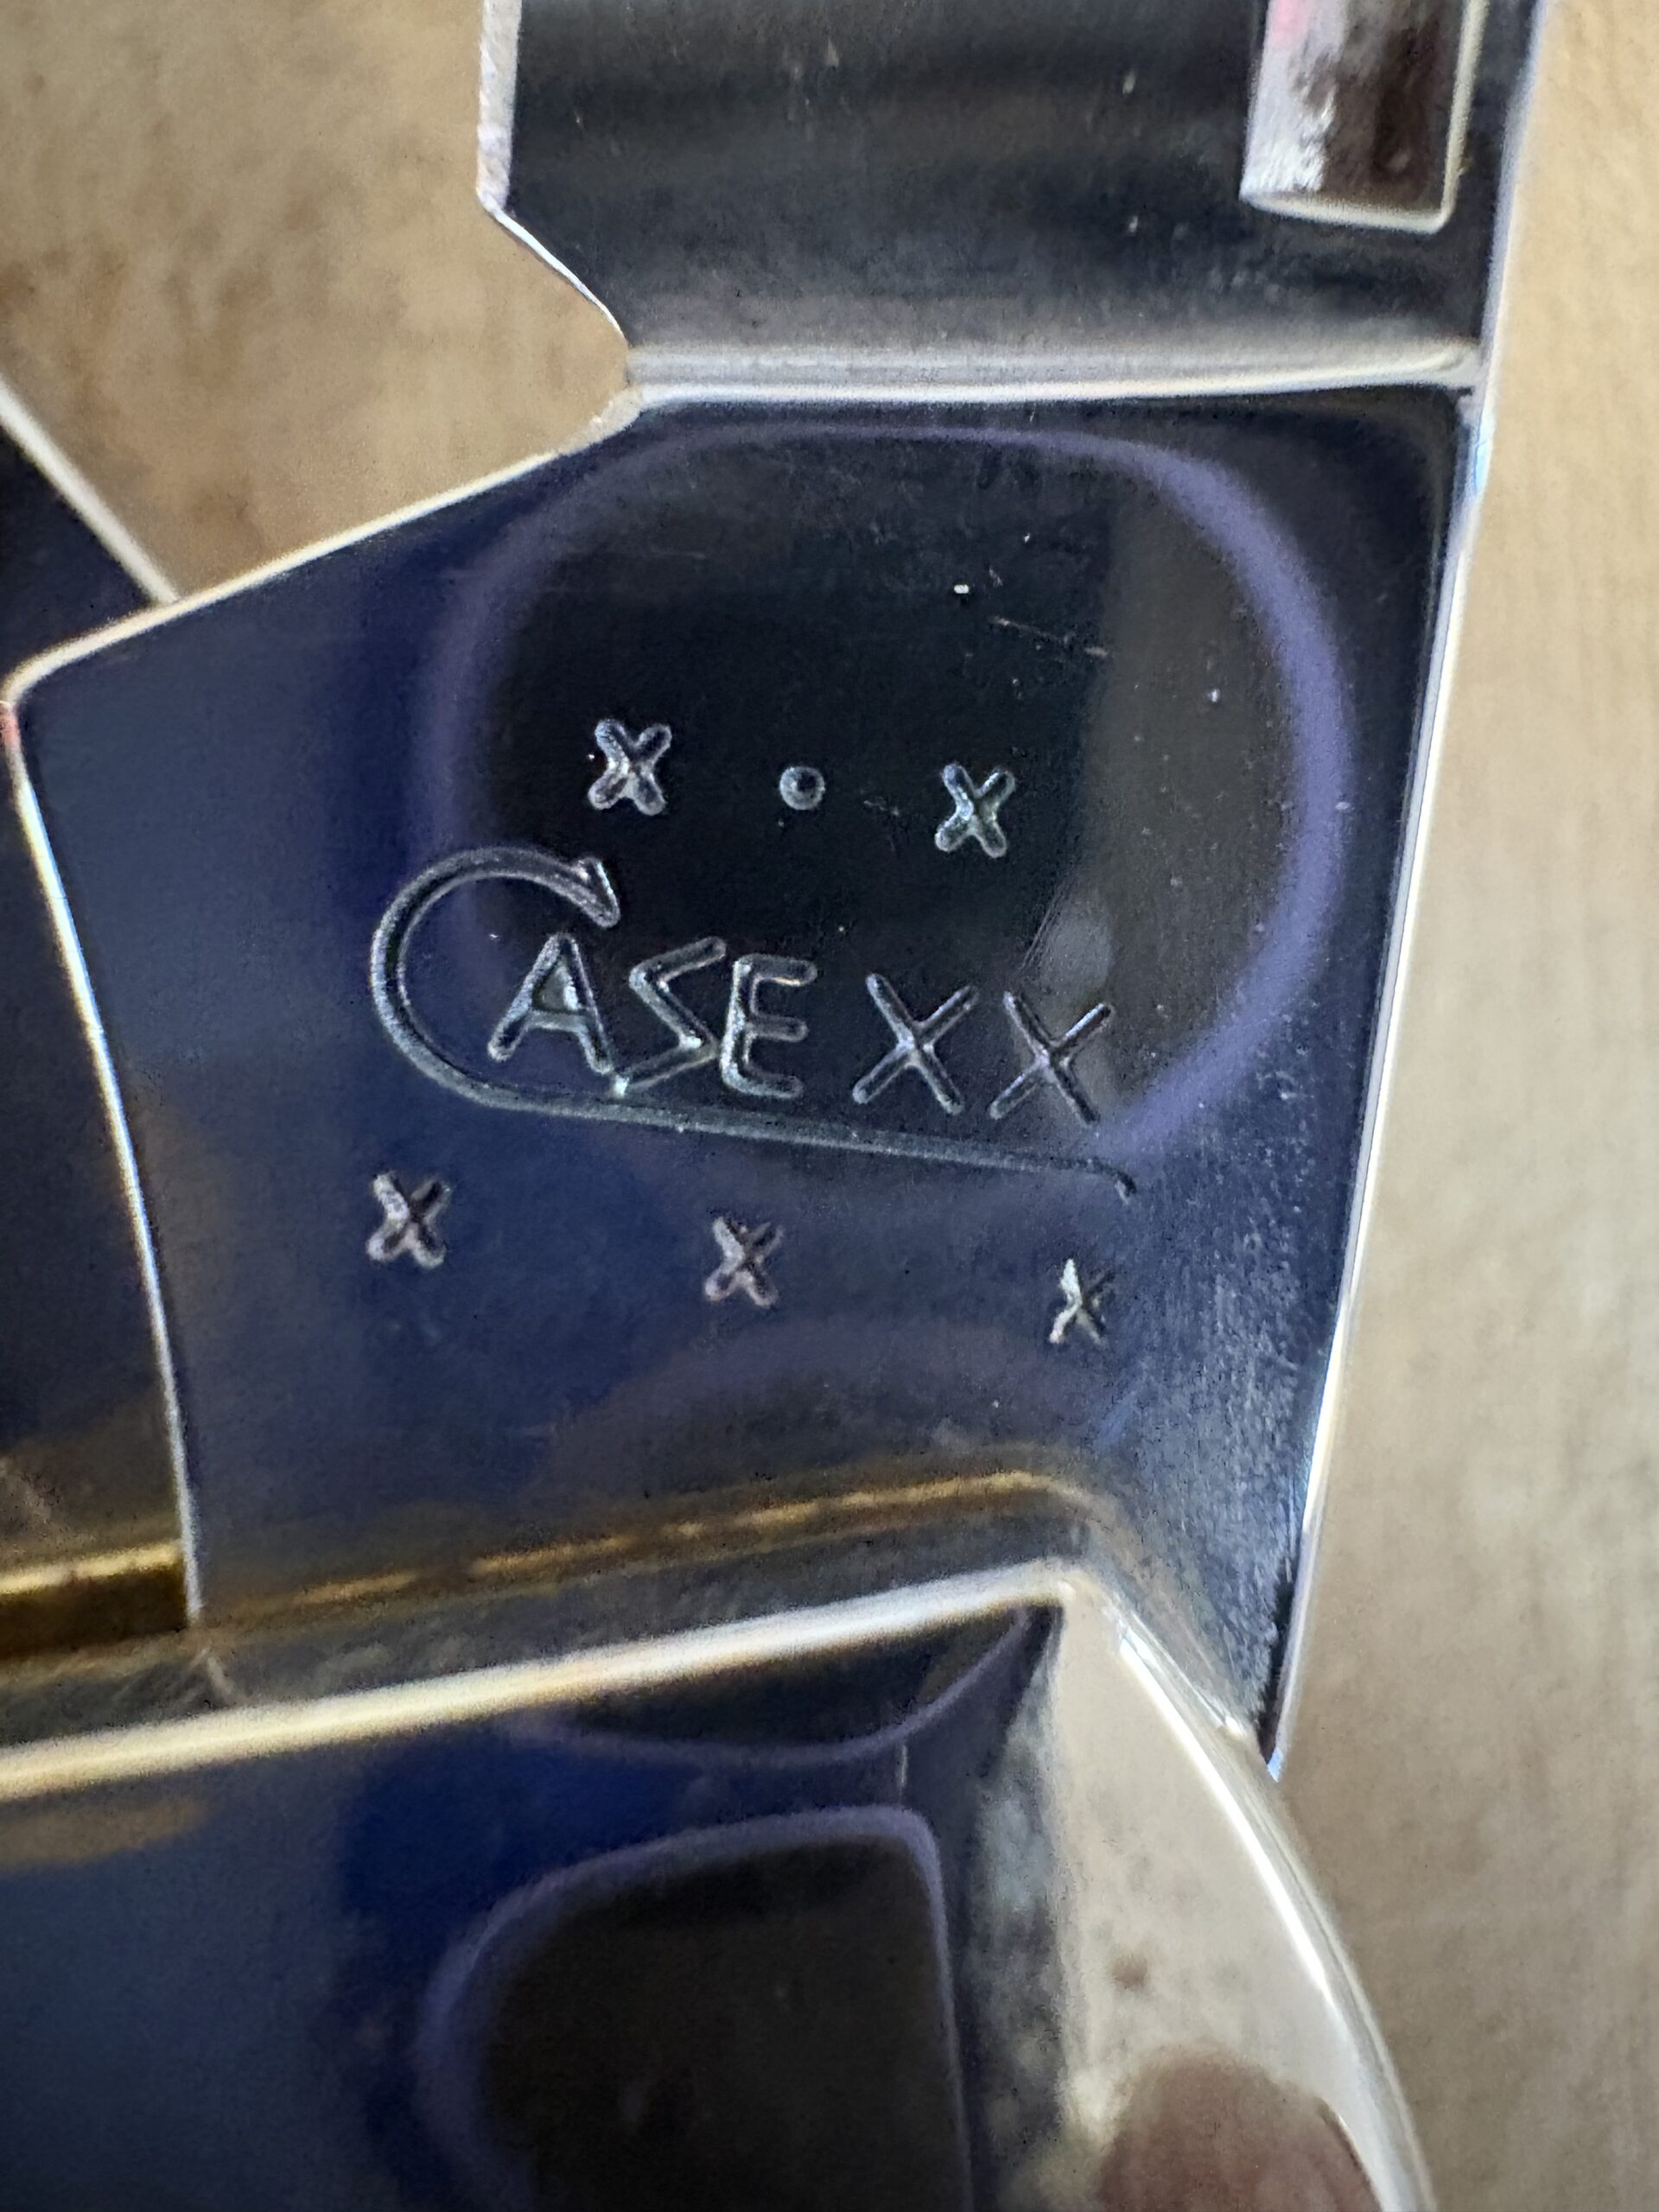 X • X
CASE XX
X X X